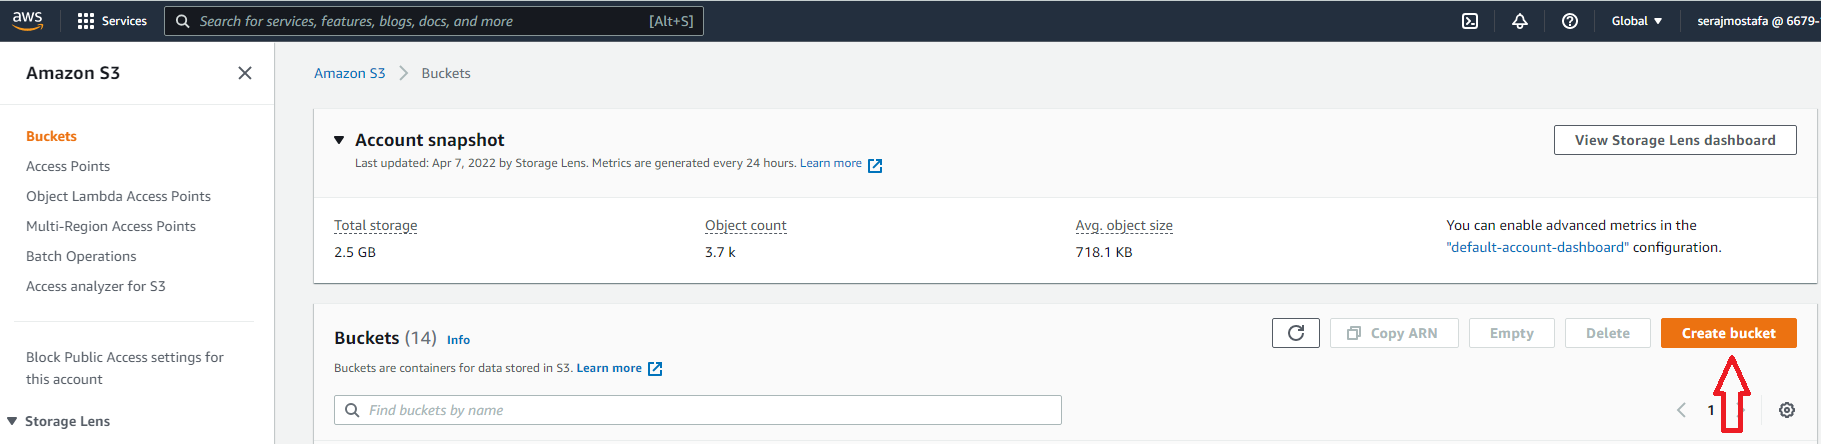 aws
Services
Search for services, features, blogs, docs, and more
[Alt+S]
Global
serajmostafa @ 6679-
Amazon S3
Buckets
Access Points
Object Lambda Access Points
Multi-Region Access Points
Batch Operations
Access analyzer for S3
Block Public Access settings for
this account
Storage Lens
Amazon S3 > Buckets
Account snapshot
View Storage Lens dashboard
Last updated: Apr 7, 2022 by Storage Lens. Metrics are generated every 24 hours. Learn more
Total storage
2.5 GB
Object count
3.7 k
Avg. object size
718.1 KB
You can enable advanced metrics in the
"default-account-dashboard" configuration.
Buckets (14) Info
Copy ARN
Empty
Delete
Create bucket
Buckets are containers for data stored in S3. Learn more
Find buckets by name
1